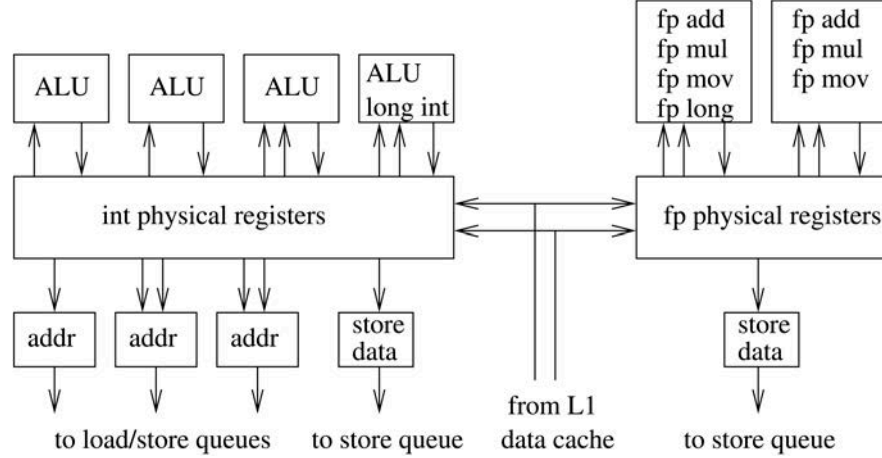 ALU
ALU
ALU
ALU
long int
fp add
fp mul
fp mov
fp long
fp add
fp mul
fp mov
int physical registers
fp physical registers
addr
addr
addr
store
data
store
data
to load/store queues
to store queue
from L1
data cache
to store queue